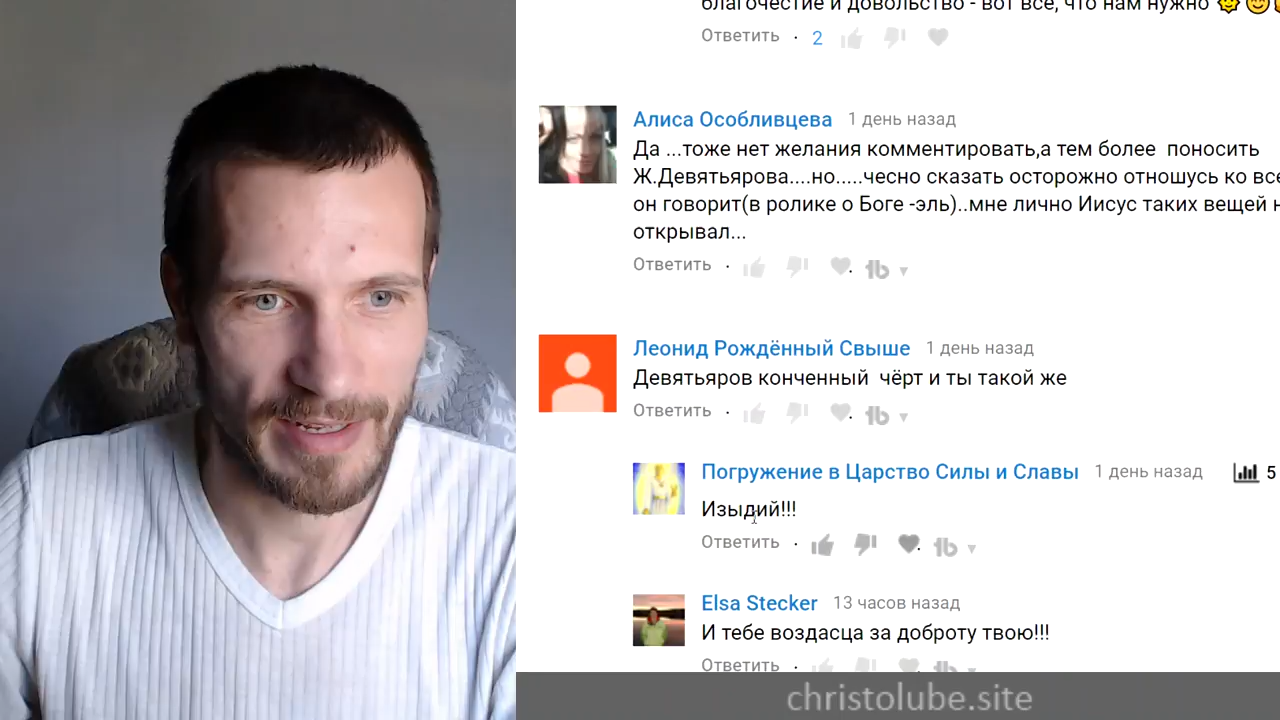 благочестие и довольство - вот все, что нам нужно
Ответить · 2
Алиса Особливцева 1 день назад
Да ...тоже нет желания комментировать,а тем более поносить
Ж.Девятьярова....но.....чесно сказать осторожно отношусь ко все
он говорит(в ролике о Боге -эль)..мне лично Иисус таких вещей н
открывал...
Ответить ·
Леонид Рождённый Свыше 1 день назад
Девятьяров конченный чёрт и ты такой же
Ответить ·
Погружение в Царство Силы и Славы 1 день назад 5
Изыдий!!!
Ответить ·
Elsa Stecker 13 часов назад
И тебе воздасца за доброту твою!!!
Ответить ·
christolube.site